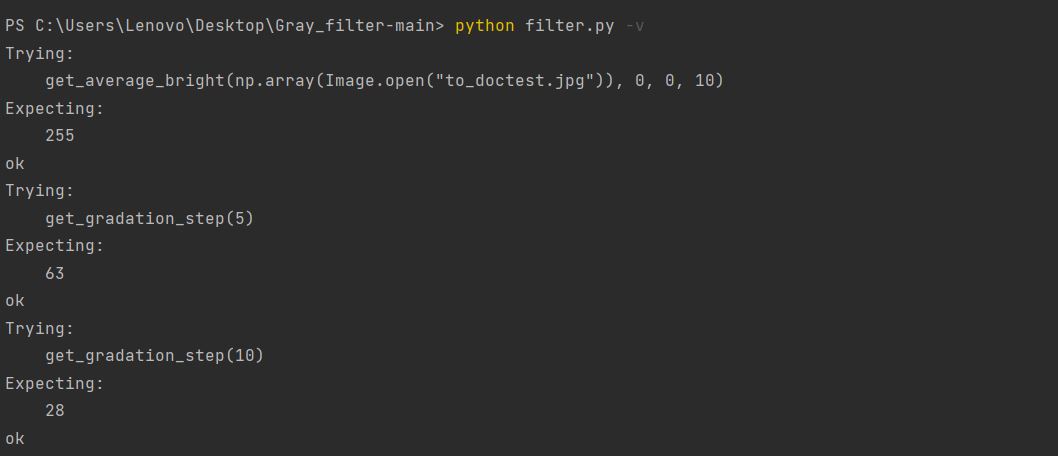 PS C:\Users\Lenovo\Desktop\Gray_filter-main> python filter.py -v
Trying:
    get_average_bright(np.array(Image.open("to_doctest.jpg")), 0, 0, 10)
Expecting:
    255
ok
Trying:
    get_gradation_step(5)
Expecting:
    63
ok
Trying:
    get_gradation_step(10)
Expecting:
    28
ok